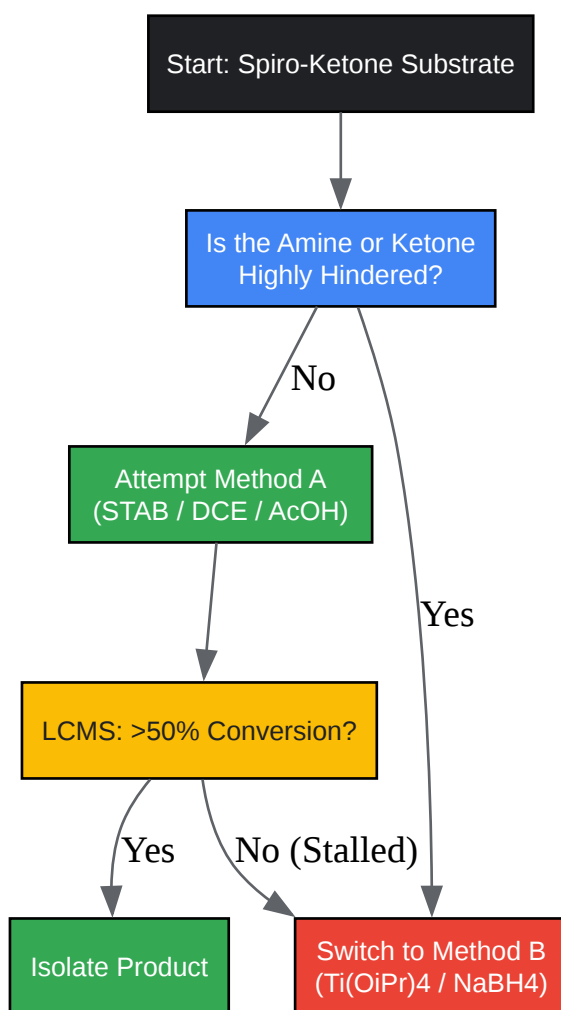 Start: Spiro-Ketone Substrate
Is the Amine or Ketone
Highly Hindered?
No
Attempt Method A
(STAB / DCE / AcOH)
Yes
LCMS: >50% Conversion?
Yes
No (Stalled)
Isolate Product
Switch to Method B
(Ti(OiPr)4 / NaBH4)